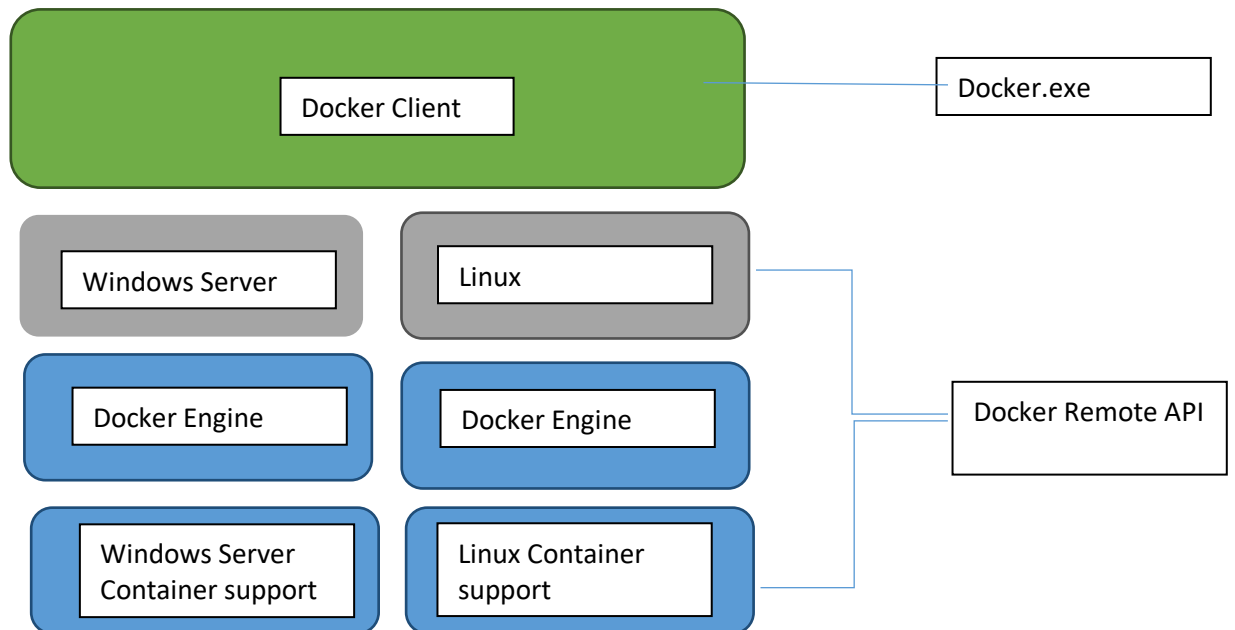 Docker Client
Docker.exe
Windows Server
Linux
Docker Engine
Docker Engine
Docker Remote API
Windows Server
Container support
Linux Container
support